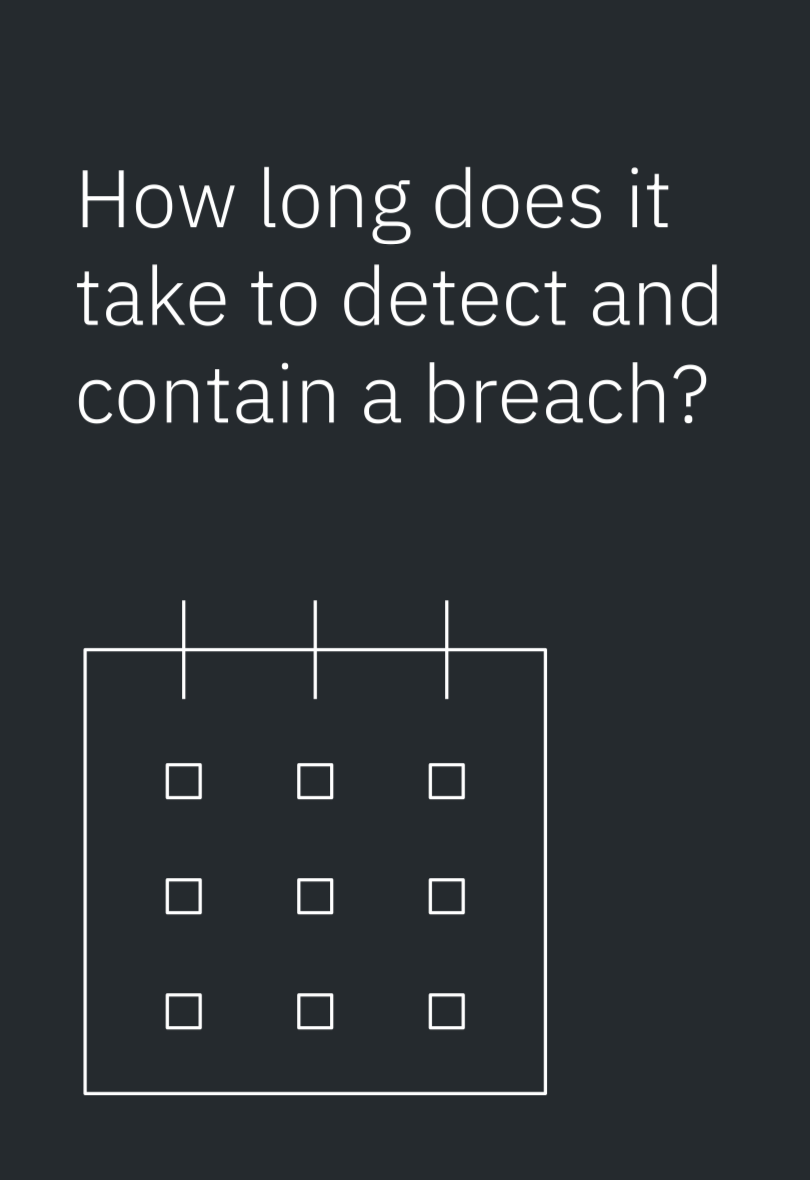 How long does it
take to detect and
contain a breach?